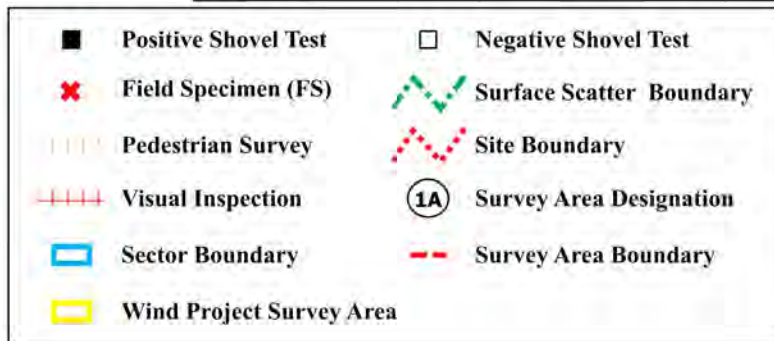 Positive Shovel Test
Negative Shovel Test
Field Specimen (FS)
Surface Scatter Boundary
Pedestrian Survey
Site Boundary
Visual Inspection
1A Survey Area Designation
Sector Boundary
Survey Area Boundary
Wind Project Survey Area